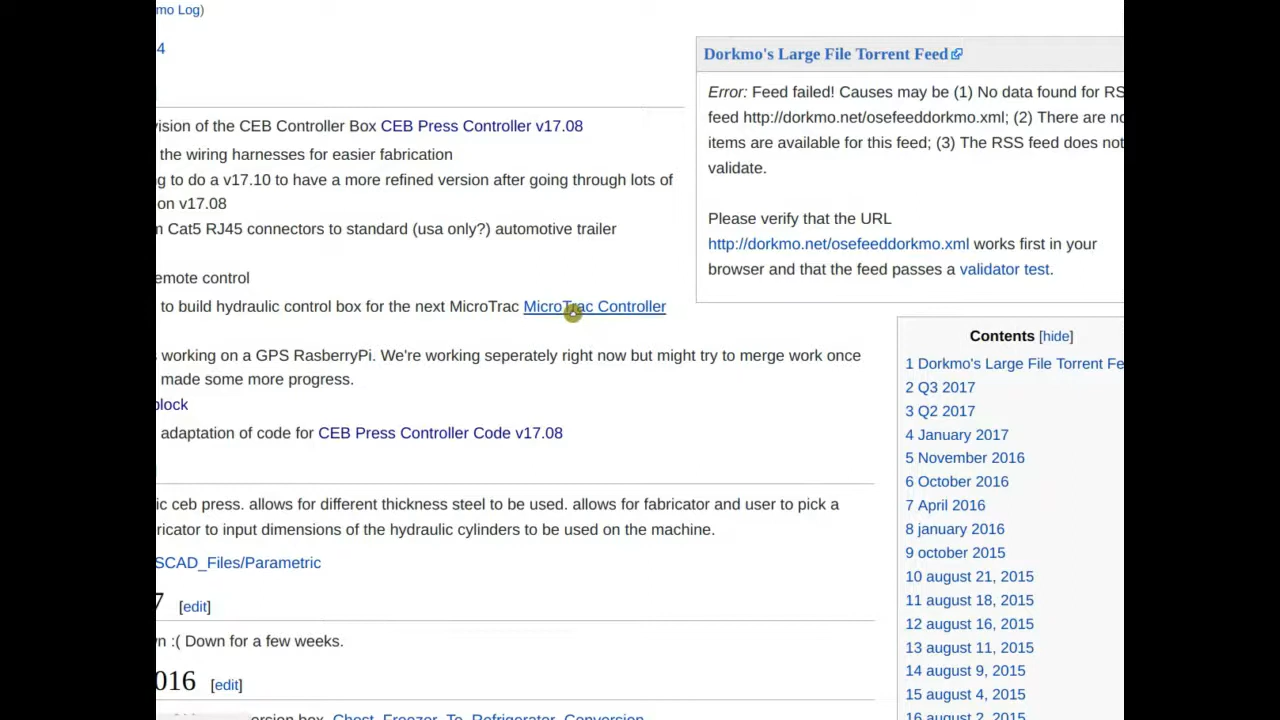 mo Log)
4
Dorkmo's Large File Torrent Feed
Error: Feed failed! Causes may be (1) No data found for RS
feed http://dorkmo.net/osefeeddorkmo.xml; (2) There are no
items are available for this feed; (3) The RSS feed does not
validate.
Please verify that the URL
http://dorkmo.net/osefeeddorkmo.xml works first in your
browser and that the feed passes a validator test.
vision of the CEB Controller Box CEB Press Controller v17.08
the wiring harnesses for easier fabrication
g to do a v17.10 to have a more refined version after going through lots of
on v17.08
m Cat5 RJ45 connectors to standard (usa only?) automotive trailer
emote control
to build hydraulic control box for the next MicroTrac MicroTrac Controller
working on a GPS RasberryPi. We're working seperately right now but might try to merge work once
made some more progress.
block
adaptation of code for CEB Press Controller Code v17.08
ic ceb press. allows for different thickness steel to be used. allows for fabricator and user to pick a
ricator to input dimensions of the hydraulic cylinders to be used on the machine.
SCAD_Files/Parametric
7 [edit]
n :( Down for a few weeks.
016 [edit]
ersion box. Chest_Freezer_To_Refrigerator_Conversion
Contents [hide]
1 Dorkmo's Large File Torrent Fe
2 Q3 2017
3 Q2 2017
4 January 2017
5 November 2016
6 October 2016
7 April 2016
8 january 2016
9 october 2015
10 august 21, 2015
11 august 18, 2015
12 august 16, 2015
13 august 11, 2015
14 august 9, 2015
15 august 4, 2015
16 august 2, 2015